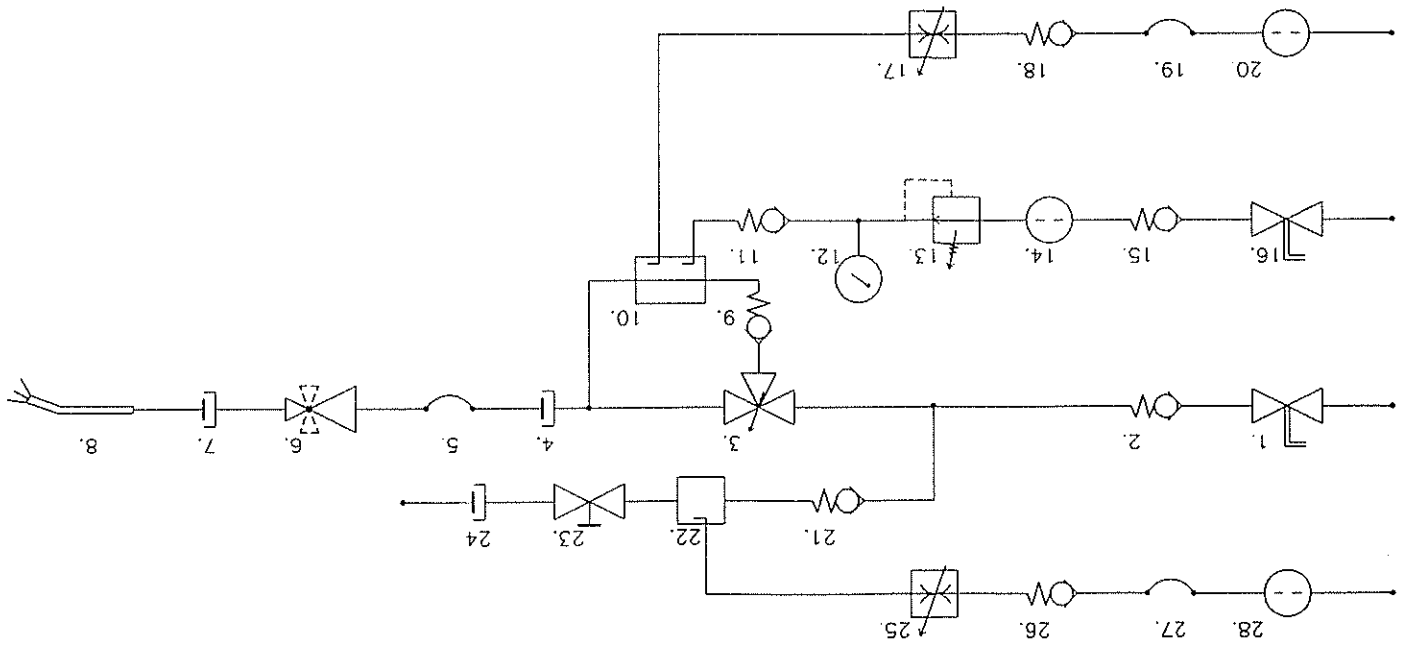 28. 27. 26. 25.
21. 22. 23. 24
1. 2. 3. 4. 5. 6. 7. 8.
9. 10.
16. 15. 14. 13. 12. 11.
20. 19. 18. 17.